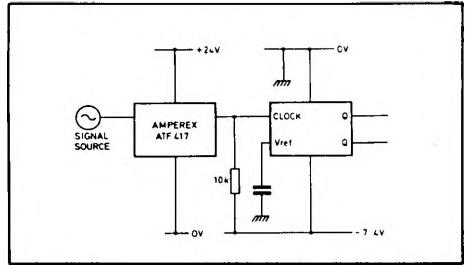 +24V
0V
SIGNAL
SOURCE
AMPEREX
ATF 417
CLOCK
Q
Vref
Q
10k
0V
-7.4V